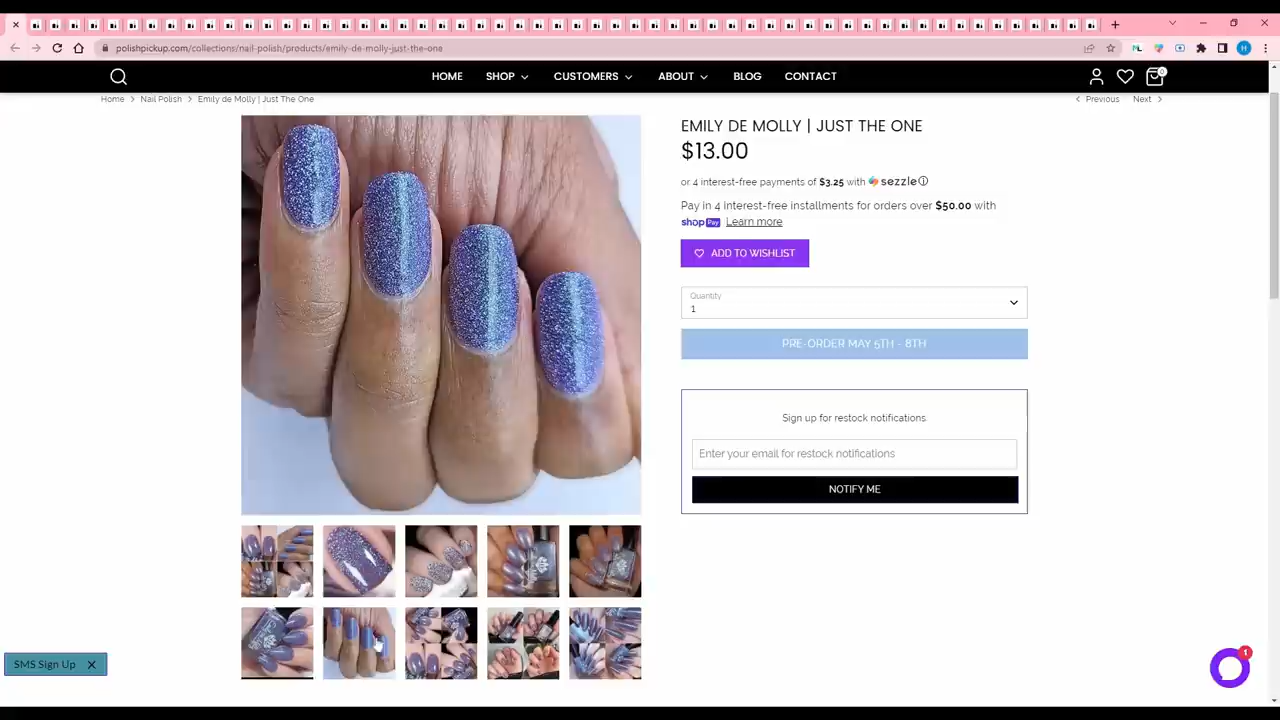 polishpickup.com/collections/nail-polish/products/emily-de-molly-just-the-one
HOME SHOP CUSTOMERS ABOUT BLOG CONTACT
0
Home > Nail Polish > Emily de Molly | Just The One
< Previous Next >
EMILY DE MOLLY | JUST THE ONE
$13.00
or 4 interest-free payments of $3.25 with sezzle
Pay in 4 interest-free installments for orders over $50.00 with
shop Pay Learn more
ADD TO WISHLIST
Quantity
1
PRE-ORDER MAY 5TH - 8TH
Sign up for restock notifications.
Enter your email for restock notifications
NOTIFY ME
SMS Sign Up
1